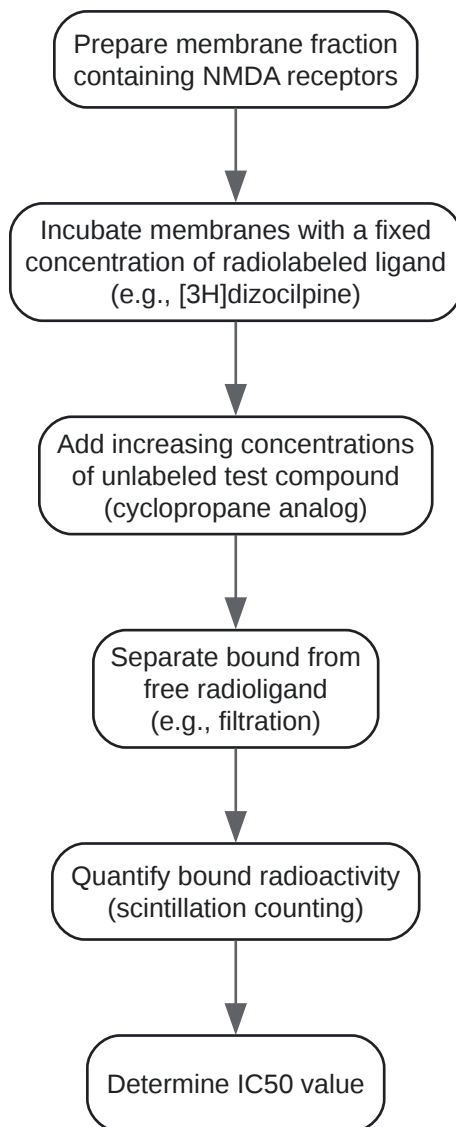 Prepare membrane fraction
containing NMDA receptors
Incubate membranes with a fixed
concentration of radiolabeled ligand
(e.g., [3H]dizocilpine)
Add increasing concentrations
of unlabeled test compound
(cyclopropane analog)
Separate bound from
free radioligand
(e.g., filtration)
Quantify bound radioactivity
(scintillation counting)
Determine IC50 value